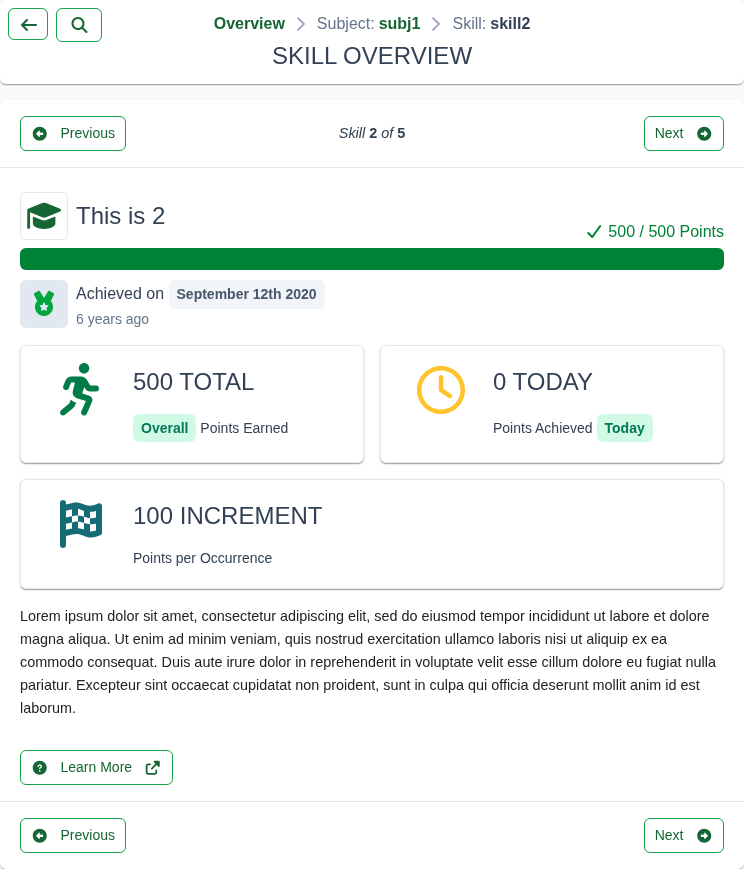 Overview Subject: subj1 Skill: skill2
SKILL OVERVIEW
Previous Skill 2 of 5 Next
This is 2
500 / 500 Points
Achieved on September 12th 2020
6 years ago
500 TOTAL
Overall Points Earned
0 TODAY
Points Achieved Today
100 INCREMENT
Points per Occurrence
Lorem ipsum dolor sit amet, consectetur adipiscing elit, sed do eiusmod tempor incididunt ut labore et dolore
magna aliqua. Ut enim ad minim veniam, quis nostrud exercitation ullamco laboris nisi ut aliquip ex ea
commodo consequat. Duis aute irure dolor in reprehenderit in voluptate velit esse cillum dolore eu fugiat nulla
pariatur. Excepteur sint occaecat cupidatat non proident, sunt in culpa qui officia deserunt mollit anim id est
laborum.
Learn More
Previous Next